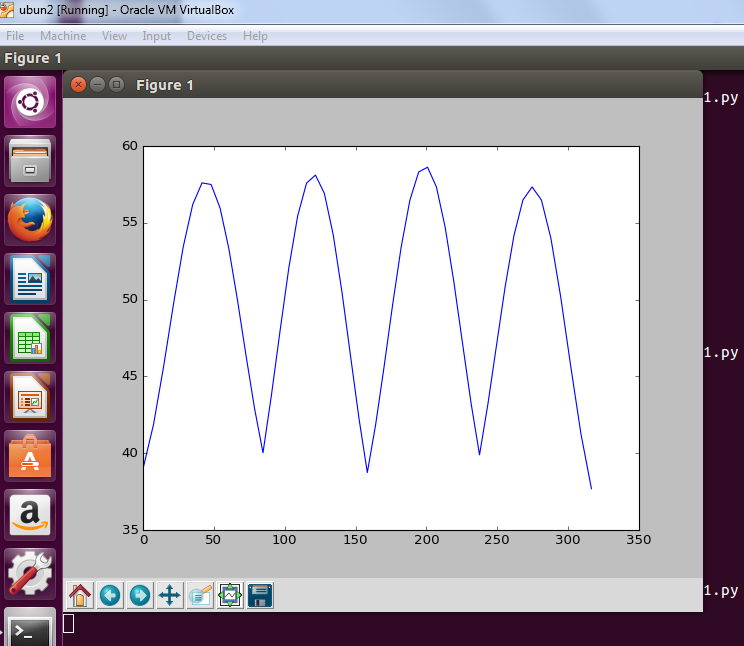 ubun2 [Running] - Oracle VM VirtualBox
File Machine View Input Devices Help
Figure 1
Figure 1
1.py
60
55
50
45
40
35
0 50 100 150 200 250 300 350
1.py
1.py